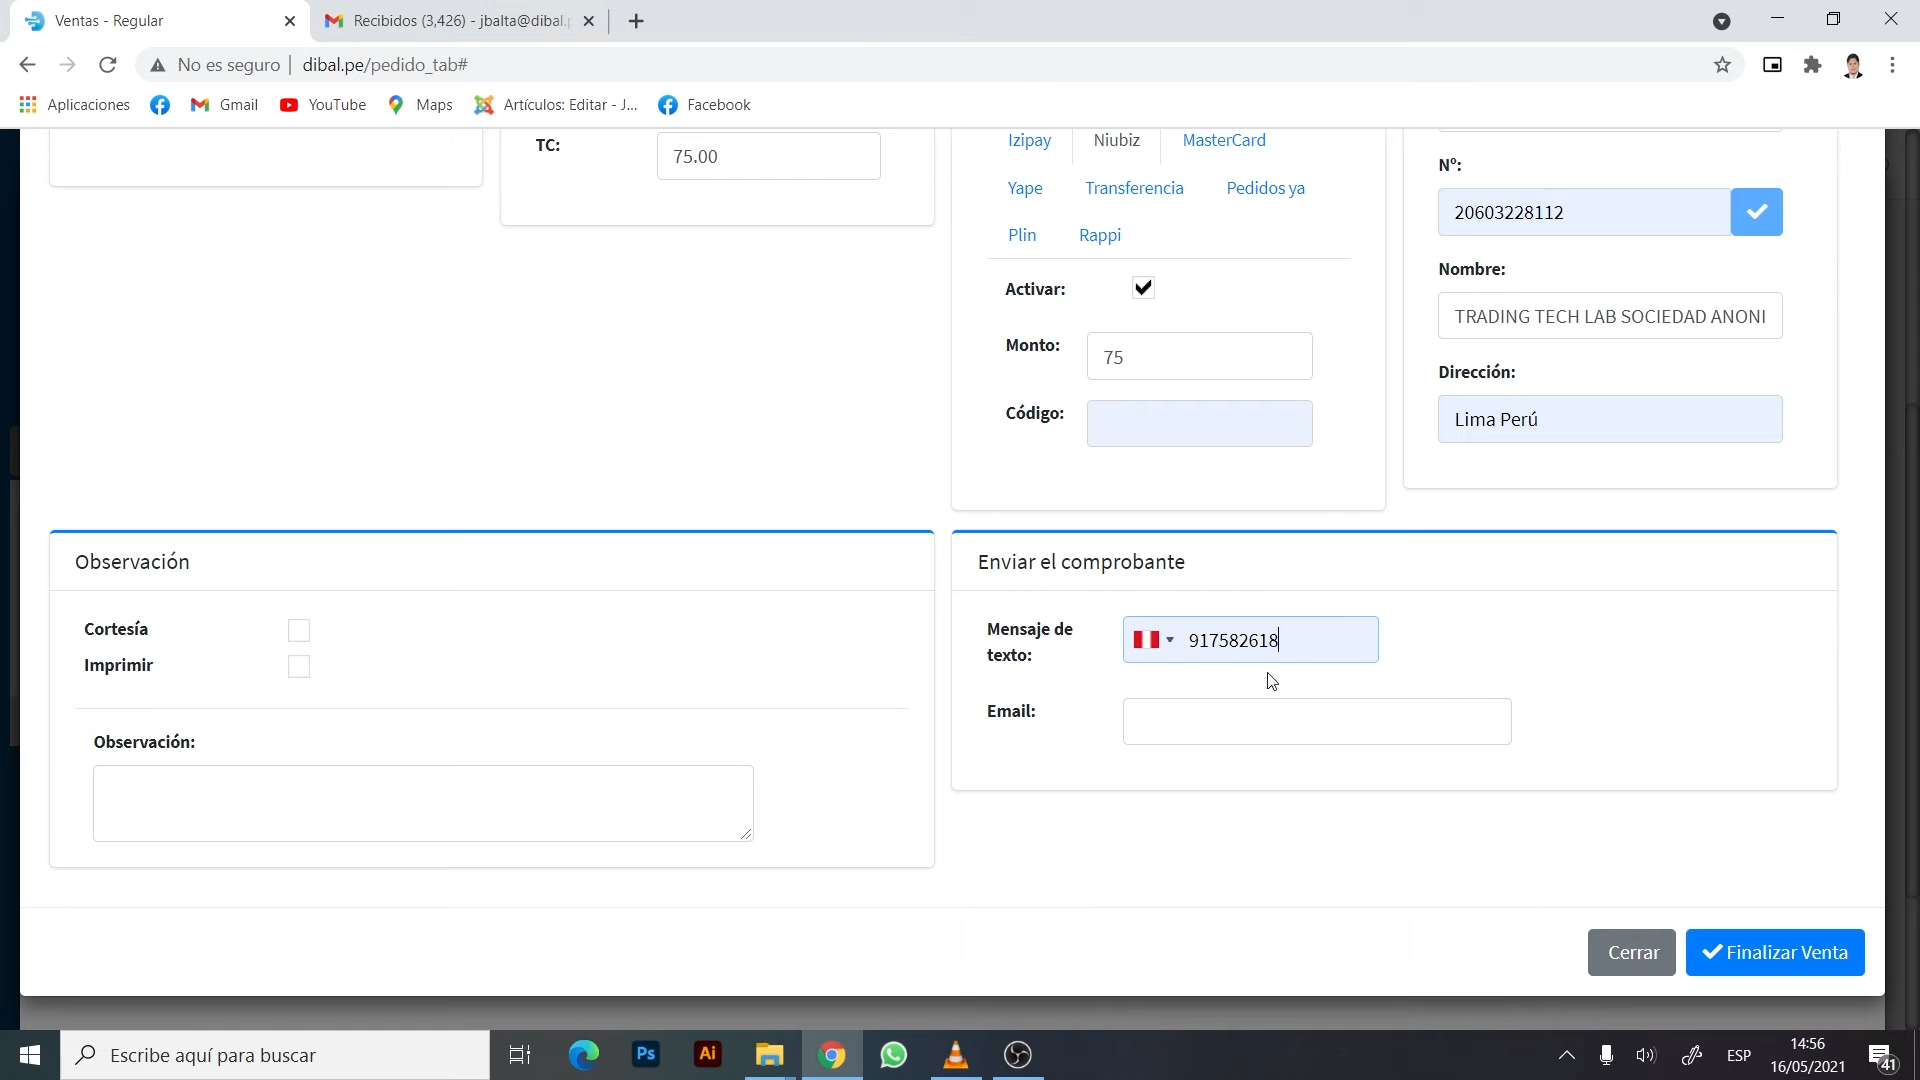 Ventas - Regular
Recibidos (3,426) - jbalta@dibal.p
No es seguro | dibal.pe/pedido_tab#
Aplicaciones
Gmail
YouTube
Maps
Artículos: Editar - J...
Facebook
TC:
75.00
Izipay
Niubiz
MasterCard
Yape
Transferencia
Pedidos ya
Plin
Rappi
Activar:
Monto:
75
Código:
Nº:
20603228112
Nombre:
TRADING TECH LAB SOCIEDAD ANONI
Dirección:
Lima Perú
Observación
Cortesía
Imprimir
Observación:
Enviar el comprobante
Mensaje de
texto:
917582618
Email:
Cerrar
Finalizar Venta
Escribe aquí para buscar
Ps
Ai
ESP
14:56
16/05/2021
41